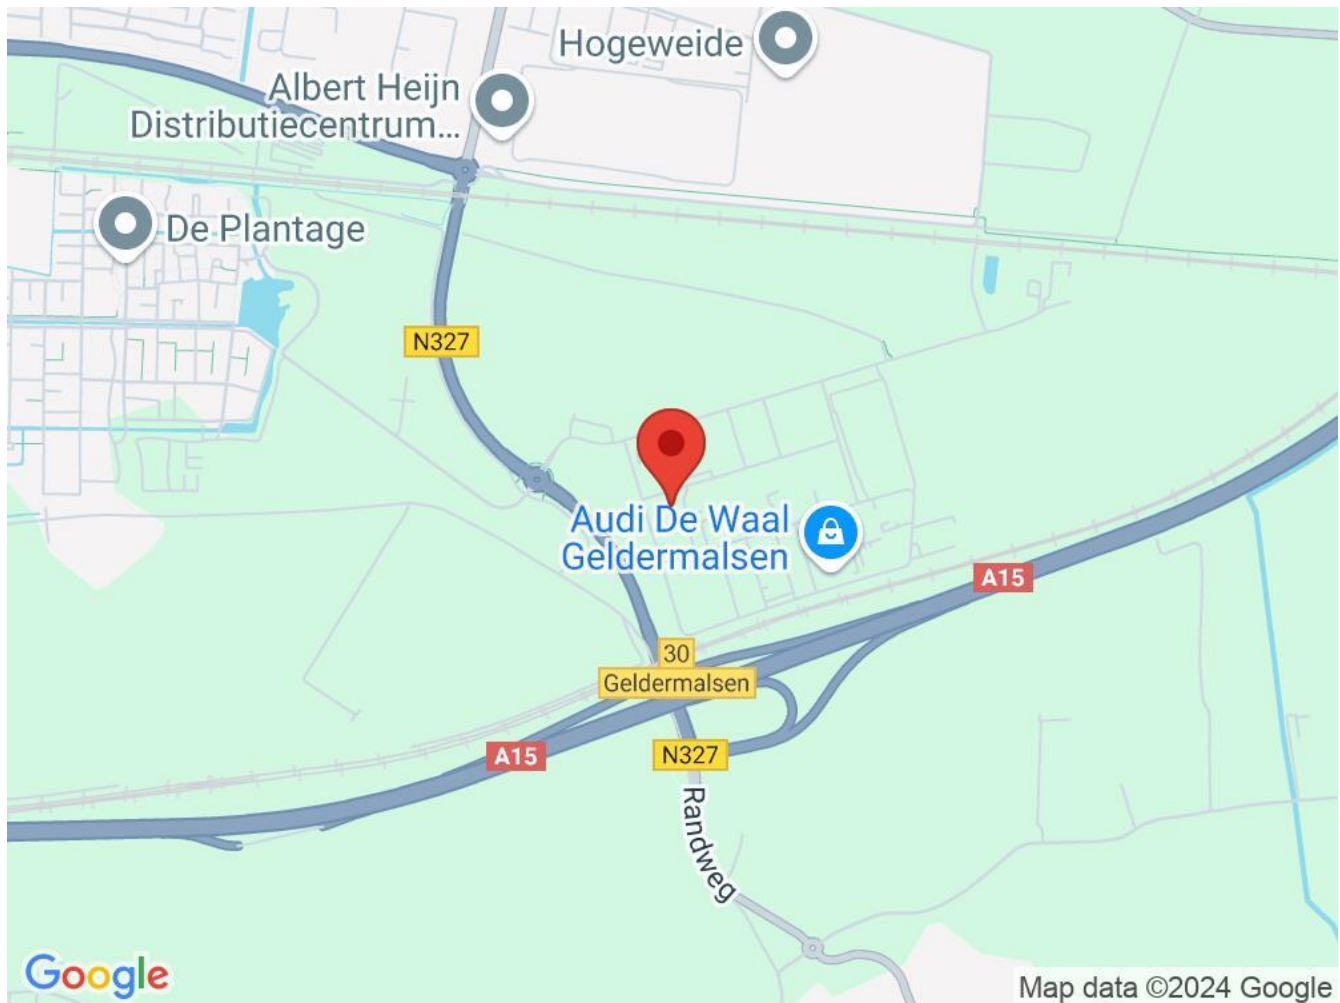 Hogeweide
Albert Heijn
Distributiecentrum...
De Plantage
N327
Audi De Waal
Geldermalsen
A15
30
Geldermalsen
A15
N327
Randweg
Google
Map data ©2024 Google